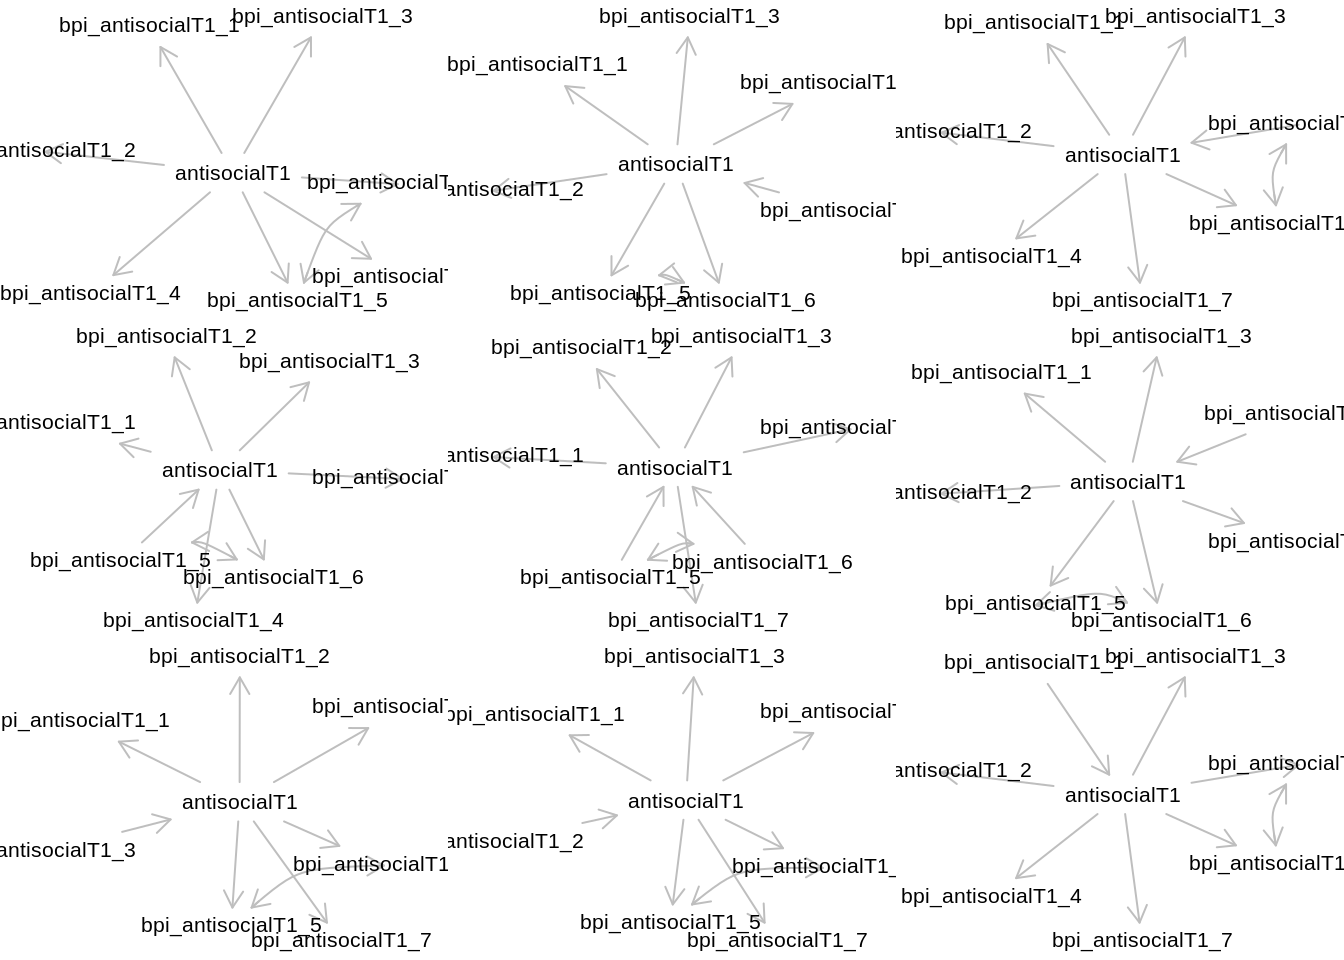 bpi_antisocialT1_1 bpi_antisocialT1_3
antisocialT1_2
antisocialT1
bpi_antisocialT
bpi_antisocialT
bpi_antisocialT1_4
bpi_antisocialT1_5
bpi_antisocialT1_3
bpi_antisocialT1_1
bpi_antisocialT1
antisocialT1
antisocialT1_2
bpi_antisocialT
bpi_antisocialT1_5
bpi_antisocialT1_6
bpi_antisocialT1_1 bpi_antisocialT1_3
antisocialT1_2
bpi_antisocialT
antisocialT1
bpi_antisocialT1
bpi_antisocialT1_4
bpi_antisocialT1_7
bpi_antisocialT1_2
bpi_antisocialT1_3
antisocialT1_1
antisocialT1
bpi_antisocialT
bpi_antisocialT1_5
bpi_antisocialT1_6
bpi_antisocialT1_4
bpi_antisocialT1_2 bpi_antisocialT1_3
bpi_antisocialT
antisocialT1_1
antisocialT1
bpi_antisocialT1_6
bpi_antisocialT1_5
bpi_antisocialT1_7
bpi_antisocialT1_3
bpi_antisocialT1_1
bpi_antisocialT
antisocialT1
antisocialT1_2
bpi_antisocialT
bpi_antisocialT1_5
bpi_antisocialT1_6
bpi_antisocialT1_2
bpi_antisocialT
pi_antisocialT1_1
antisocialT1
antisocialT1_3
bpi_antisocialT1
bpi_antisocialT1_5
bpi_antisocialT1_7
bpi_antisocialT1_3
bpi_antisocialT1_1
bpi_antisocialT
antisocialT1
antisocialT1_2
bpi_antisocialT1_
bpi_antisocialT1_5
bpi_antisocialT1_7
bpi_antisocialT1_1 bpi_antisocialT1_3
antisocialT1_2
bpi_antisocialT
antisocialT1
bpi_antisocialT1
bpi_antisocialT1_4
bpi_antisocialT1_7